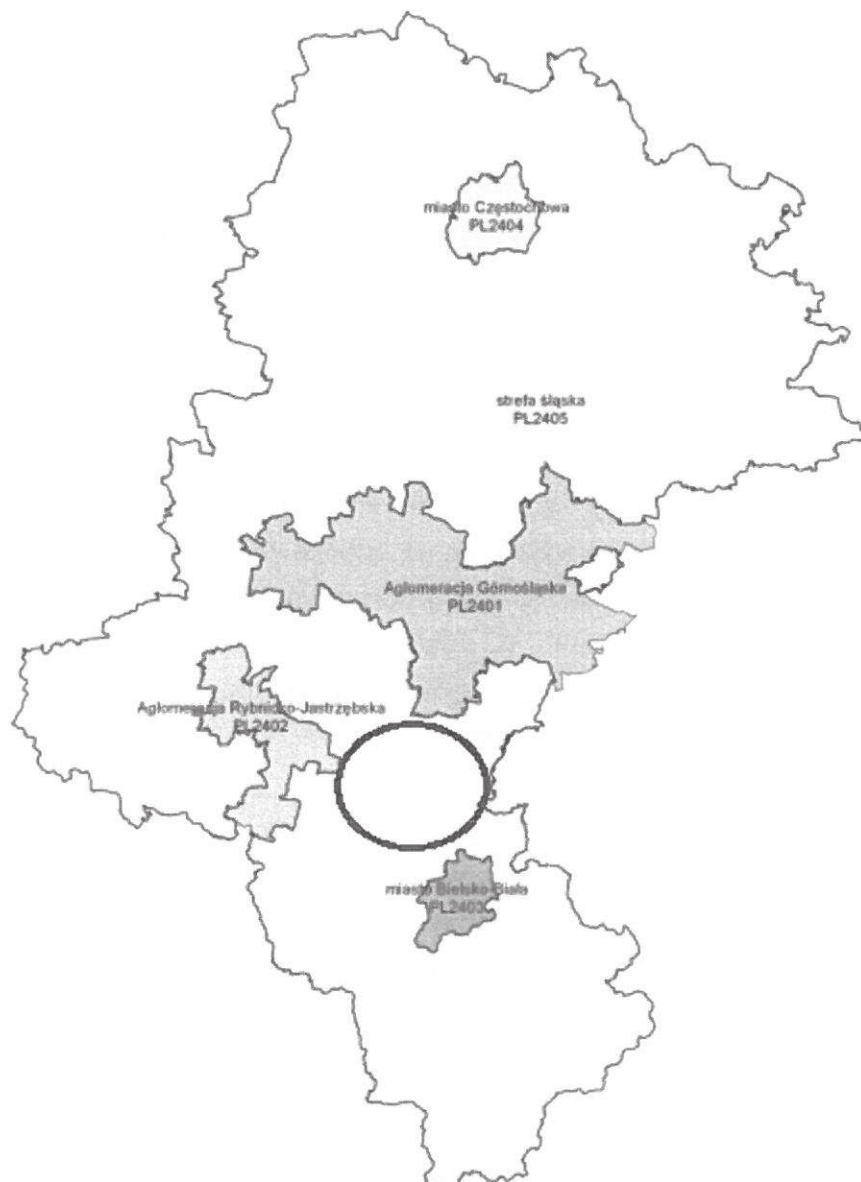 miasto Częstochowa
PL2404
strefa śląska
PL2405
Aglomeracja Górnośląska
PL2401
Aglomeracja Rybnicko-Jastrzębska
PL2402
miasto Bielsko-Biała
PL2403